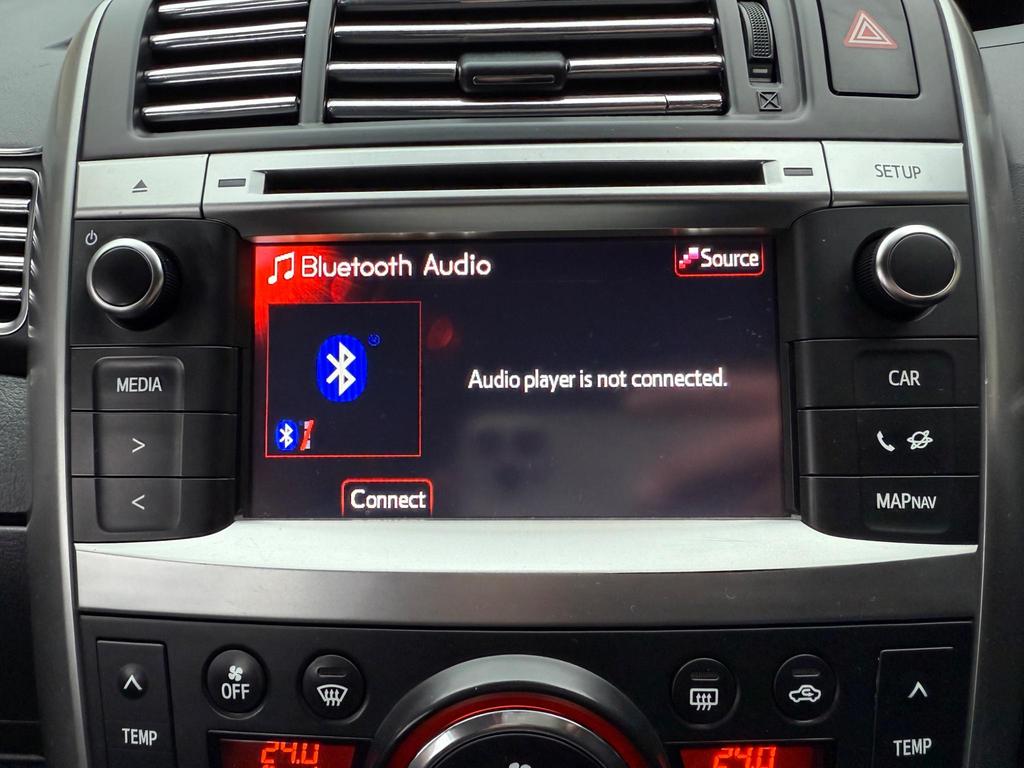 SETUP
Bluetooth Audio
Source
MEDIA
Audio player is not connected.
CAR
>
<
MAPNAV
Connect
OFF
TEMP
TEMP
24.0
24.0